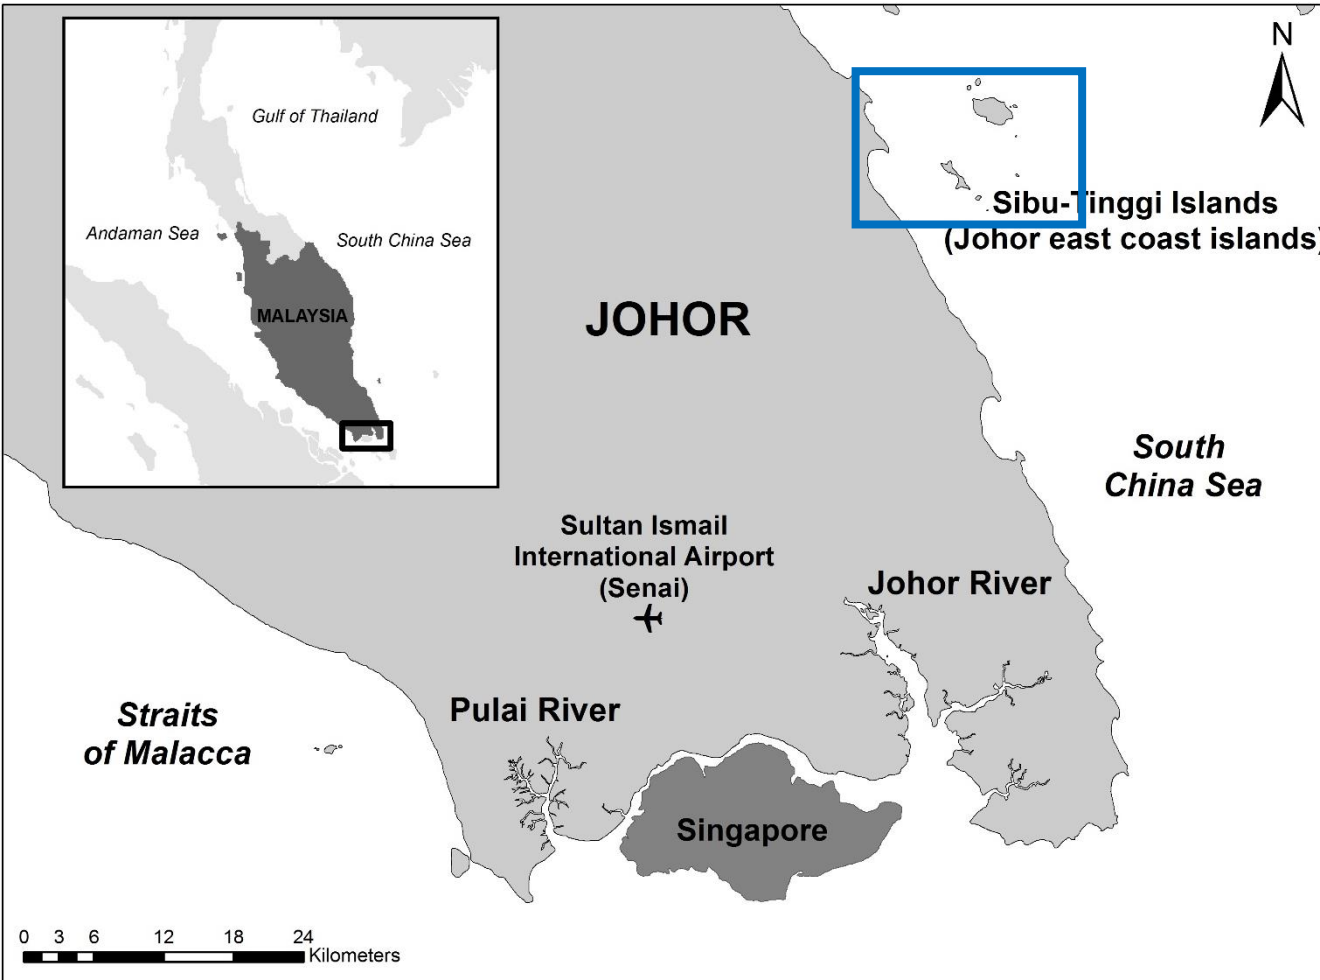 N
Gulf of Thailand
Andaman Sea
South China Sea
MALAYSIA
Sibu-Tinggi Islands
(Johor east coast islands)
JOHOR
South
China Sea
Sultan Ismail
International Airport
(Senai)
Johor River
Pulai River
Straits
of Malacca
Singapore
0 3 6 12 18 24
Kilometers